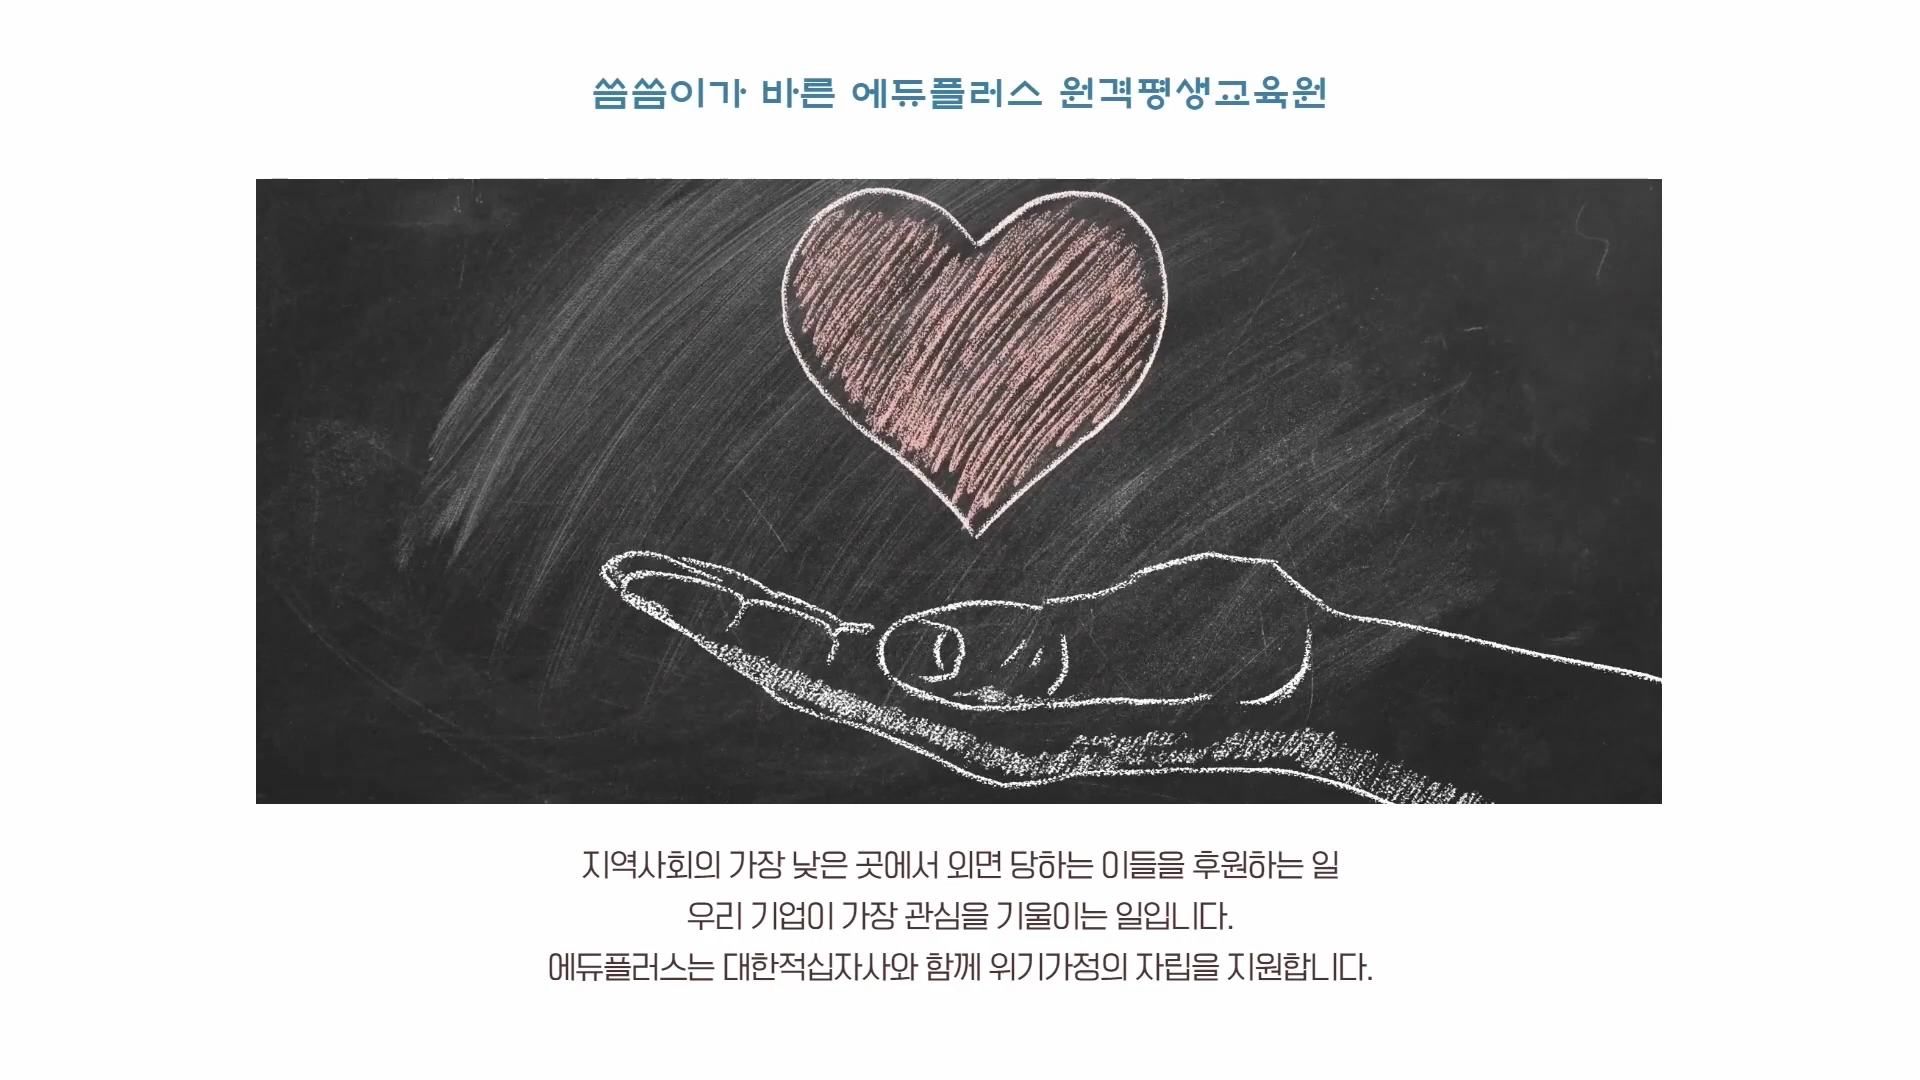 씀씀이가 바른 에듀플러스 원격평생교육원
지역사회의 가장 낮은 곳에서 외면 당하는 이들을 후원하는 일
우리 기업이 가장 관심을 기울이는 일입니다.
에듀플러스는 대한적십자사와 함께 위기가정의 자립을 지원합니다.